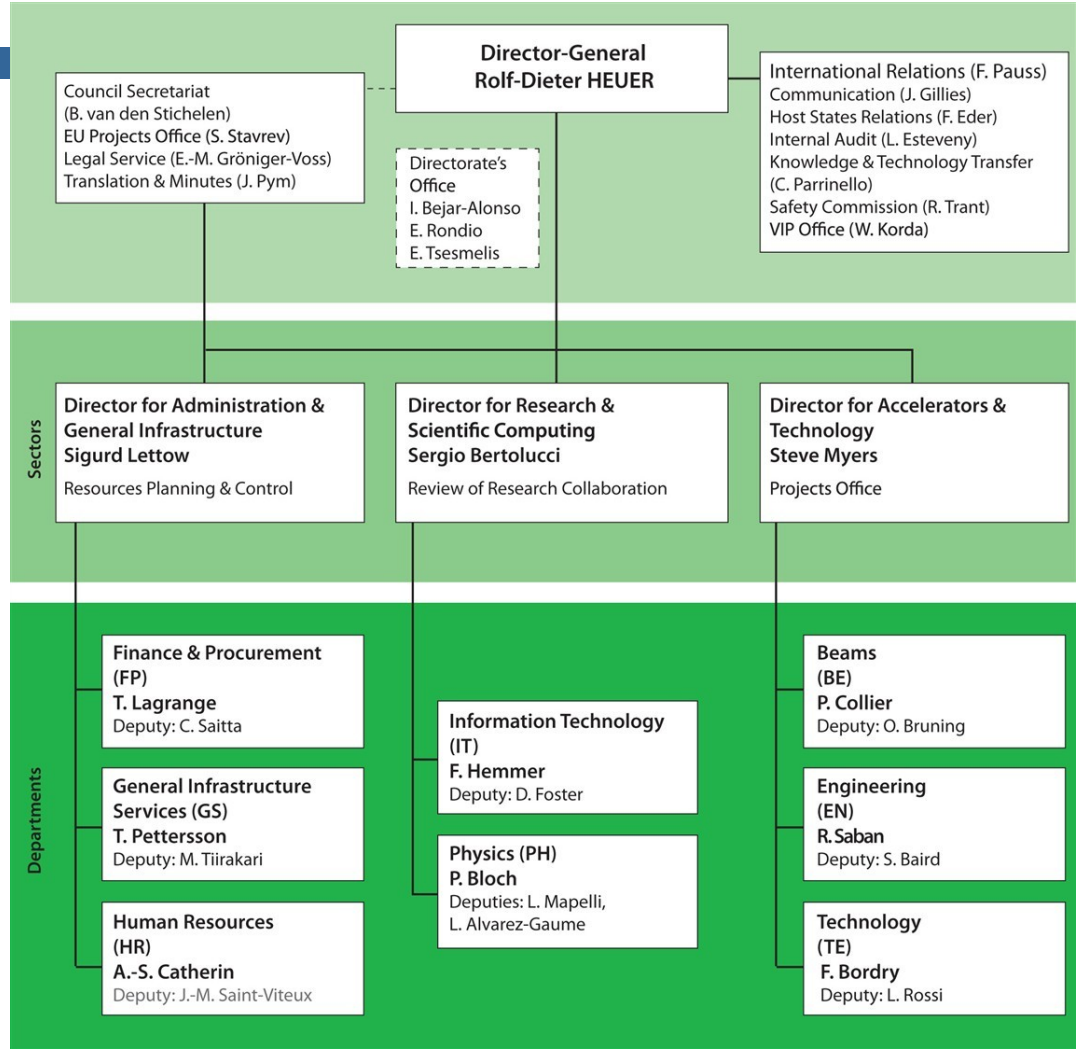 Director-General
Rolf-Dieter HEUER
Council Secretariat
(B. van den Stichelen)
EU Projects Office (S. Stavrev)
Legal Service (E.-M. Gröniger-Voss)
Translation & Minutes (J. Pym)
Directorate's
Office
I. Bejar-Alonso
E. Rondio
E. Tsesmelis
International Relations (F. Pauss)
Communication (J. Gillies)
Host States Relations (F. Eder)
Internal Audit (L. Esteveny)
Knowledge & Technology Transfer
(C. Parrinello)
Safety Commission (R. Trant)
VIP Office (W. Korda)
Sectors
Director for Administration &
General Infrastructure
Sigurd Lettow
Resources Planning & Control
Director for Research &
Scientific Computing
Sergio Bertolucci
Review of Research Collaboration
Director for Accelerators &
Technology
Steve Myers
Projects Office
Departments
Finance & Procurement
(FP)
T. Lagrange
Deputy: C. Saitta
General Infrastructure
Services (GS)
T. Pettersson
Deputy: M. Tiirakari
Human Resources
(HR)
A.-S. Catherin
Deputy: J.-M. Saint-Viteux
Information Technology
(IT)
F. Hemmer
Deputy: D. Foster
Physics (PH)
P. Bloch
Deputies: L. Mapelli,
L. Alvarez-Gaume
Beams
(BE)
P. Collier
Deputy: O. Bruning
Engineering
(EN)
R. Saban
Deputy: S. Baird
Technology
(TE)
F. Bordry
Deputy: L. Rossi